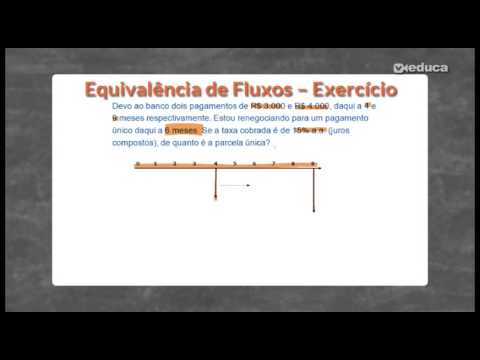 veduca
Equivalência de Fluxos – Exercício
Devo ao banco dois pagamentos de R$ 3.000 e R$ 4.000, daqui a 4 e
9 meses respectivamente. Estou renegociando para um pagamento
único daqui a 6 meses. Se a taxa cobrada é de 15% a.a. (juros
compostos), de quanto é a parcela única?
0 1 2 3 4 5 6 7 8 9